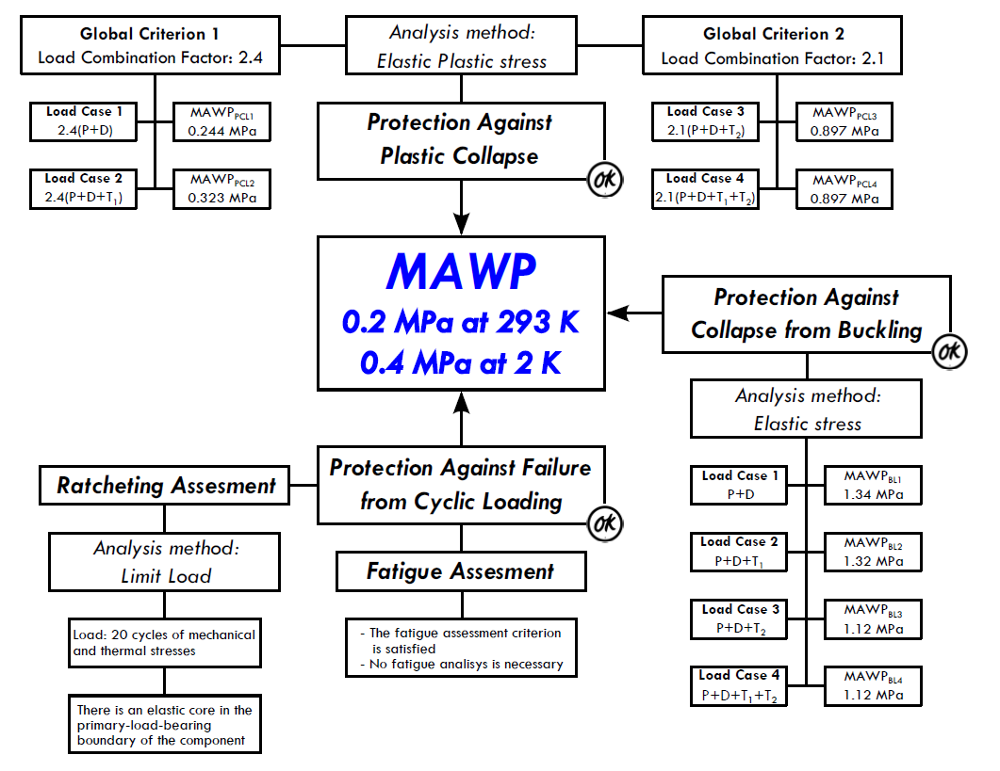 Global Criterion 1
Load Combination Factor: 2.4
Analysis method:
Elastic Plastic stress
Global Criterion 2
Load Combination Factor: 2.1
Load Case 1
2.4(P+D)
MAWP_PCL1
0.244 MPa
Load Case 2
2.4(P+D+T₁)
MAWP_PCL2
0.323 MPa
Protection Against
Plastic Collapse
OK
Load Case 3
2.1(P+D+T₂)
MAWP_PCL3
0.897 MPa
Load Case 4
2.1(P+D+T₁+T₂)
MAWP_PCL4
0.897 MPa
MAWP
0.2 MPa at 293 K
0.4 MPa at 2 K
Protection Against
Collapse from Buckling
OK
Analysis method:
Elastic stress
Load Case 1
P+D
MAWP_BL1
1.34 MPa
Load Case 2
P+D+T₁
MAWP_BL2
1.32 MPa
Load Case 3
P+D+T₂
MAWP_BL3
1.12 MPa
Load Case 4
P+D+T₁+T₂
MAWP_BL4
1.12 MPa
Protection Against Failure
from Cyclic Loading
OK
Ratcheting Assesment
Analysis method:
Limit Load
Load: 20 cycles of mechanical
and thermal stresses
There is an elastic core in the
primary-load-bearing
boundary of the component
Fatigue Assesment
- The fatigue assessment criterion
is satisfied
- No fatigue analisys is necessary